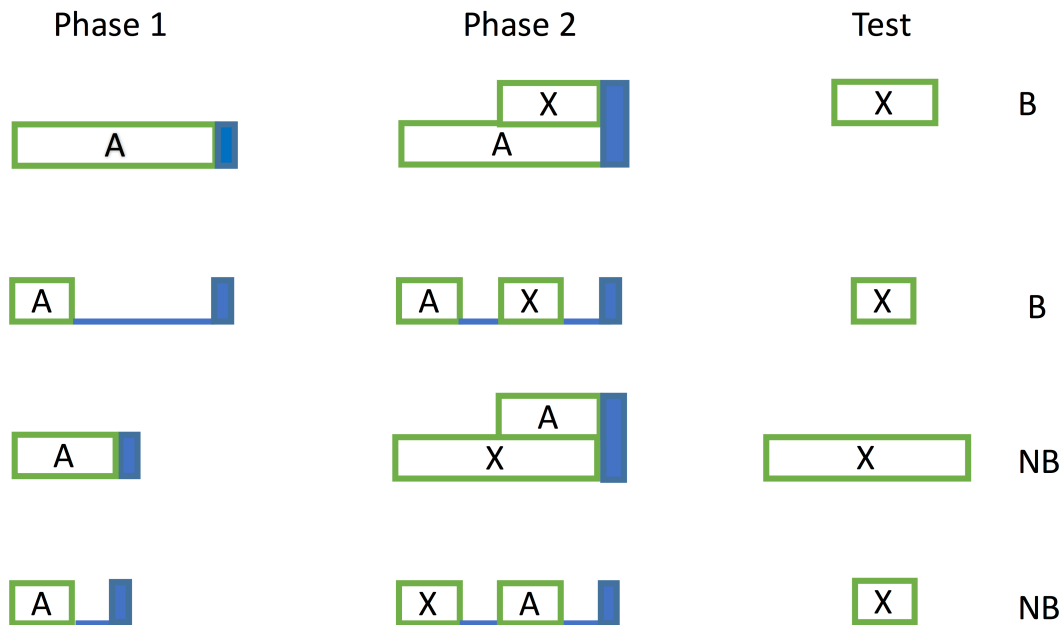 Phase 1 Phase 2 Test
X X B
A A
A A X X B
A
A X X NB
A X A X NB